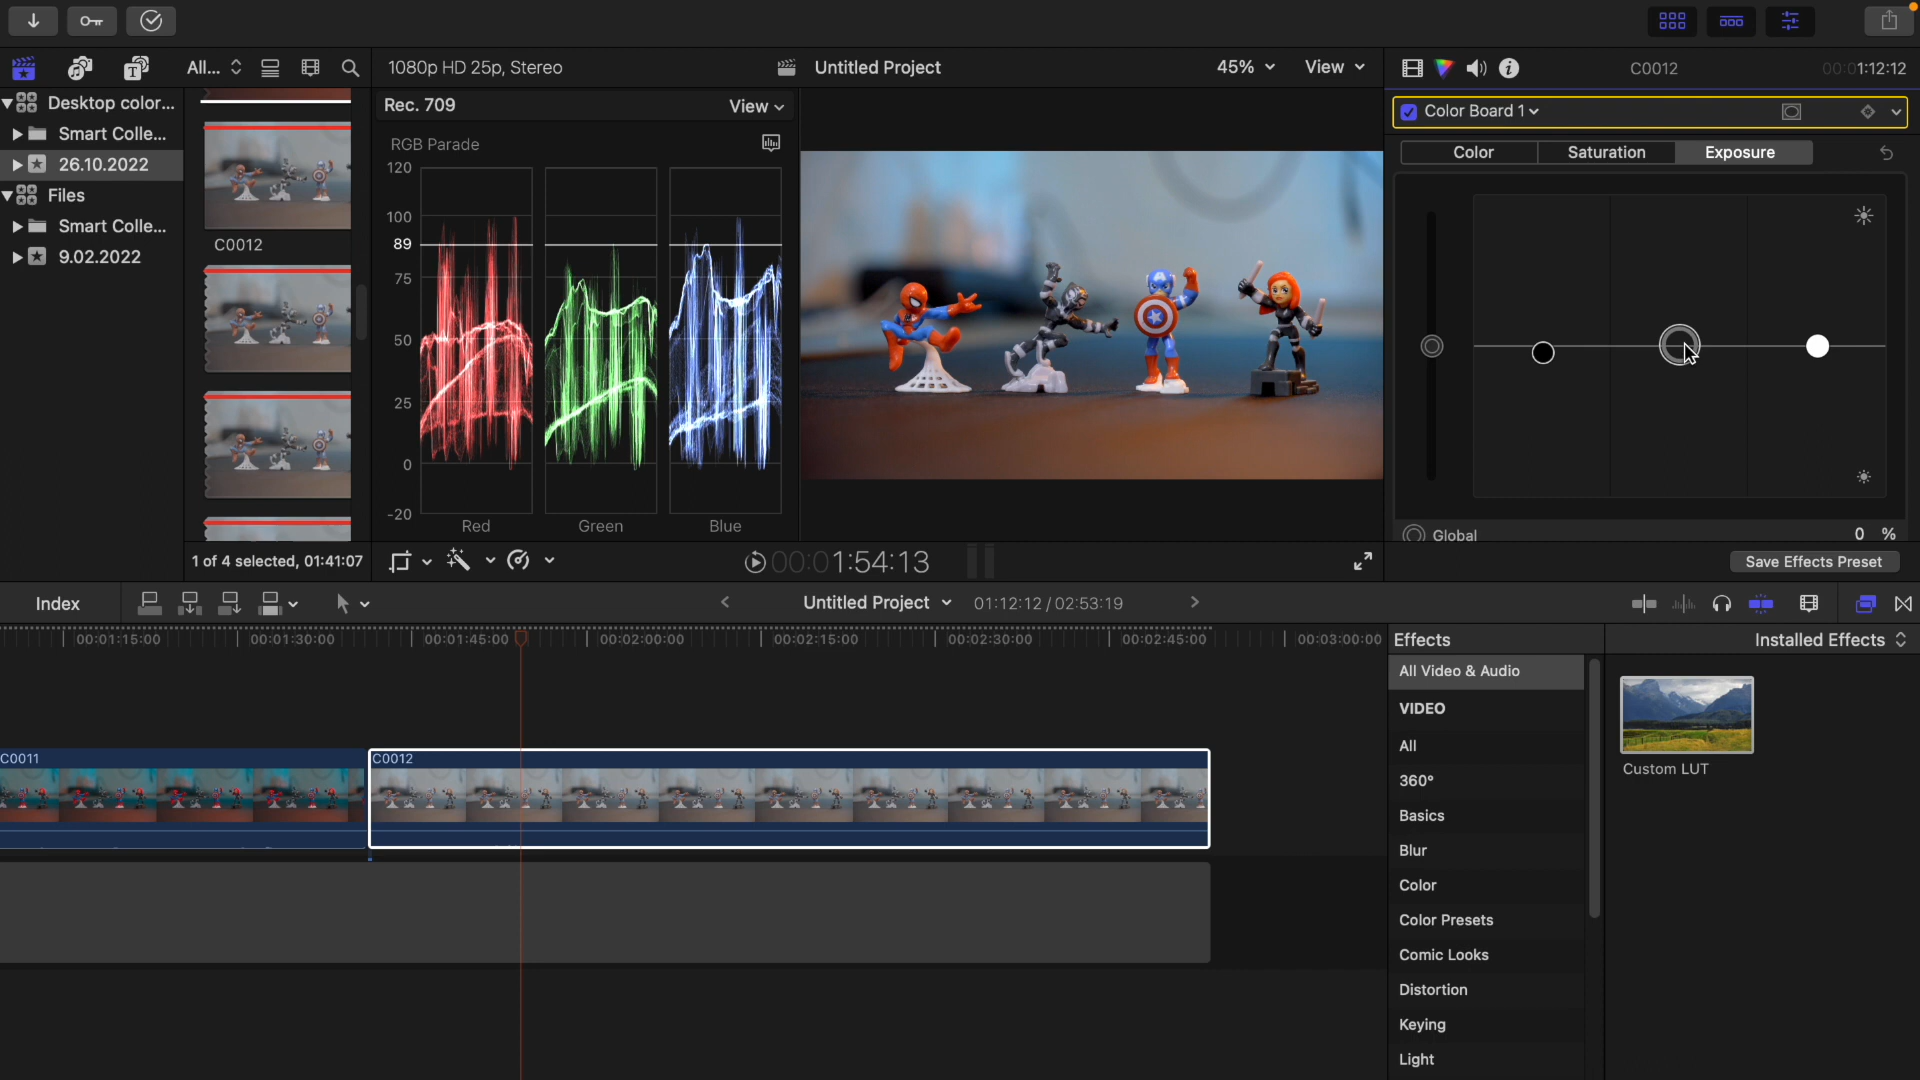 All...
1080p HD 25p, Stereo
Untitled Project
45%
View
C0012
00:01:12:12
Desktop color...
Smart Colle...
26.10.2022
Files
Smart Colle...
9.02.2022
C0012
1 of 4 selected, 01:41:07
Rec. 709
View
RGB Parade
120
100
89
75
50
25
0
-20
Red
Green
Blue
00:01:54:13
Color Board 1
Color
Saturation
Exposure
Global
0 %
Save Effects Preset
Index
Untitled Project
01:12:12 / 02:53:19
00:01:15:00
00:01:30:00
00:01:45:00
00:02:00:00
00:02:15:00
00:02:30:00
00:02:45:00
00:03:00:00
C0011
C0012
Effects
Installed Effects
All Video & Audio
VIDEO
All
360°
Basics
Blur
Color
Color Presets
Comic Looks
Distortion
Keying
Light
Custom LUT